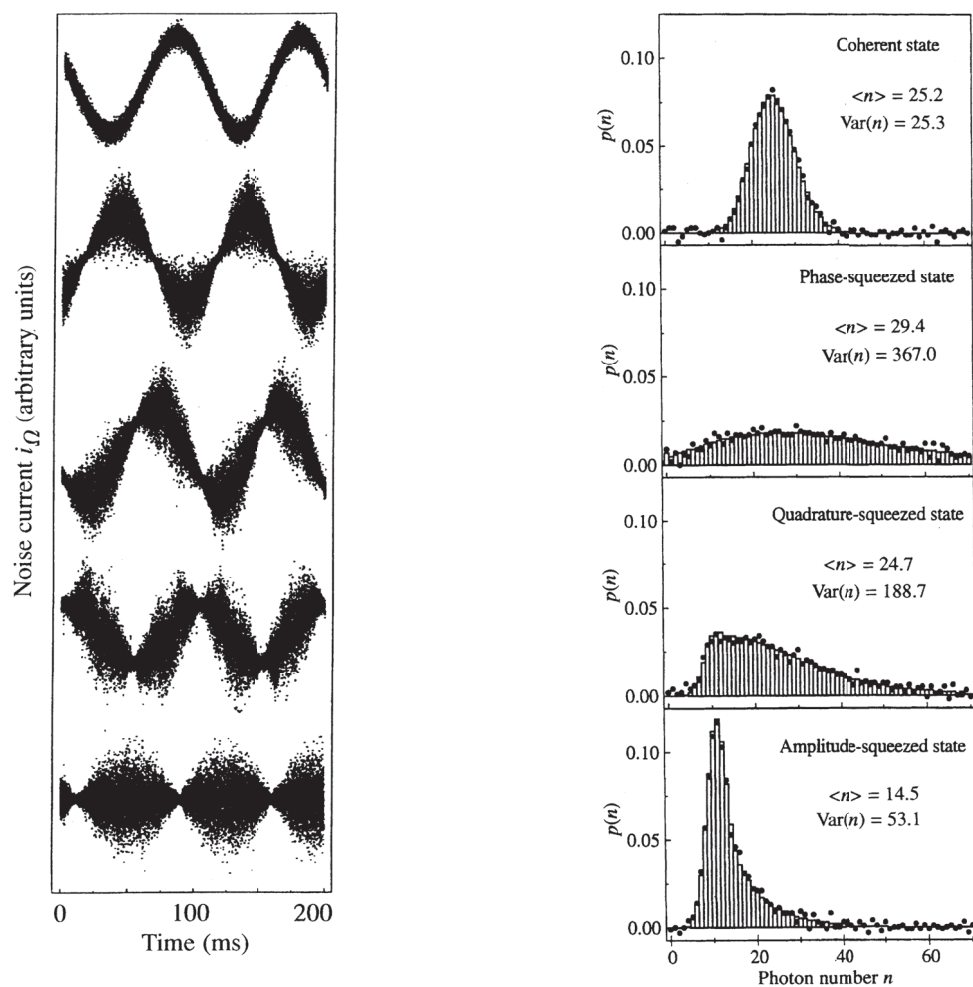 Noise current iΩ (arbitrary units)
0 100 200
Time (ms)
Coherent state
<n> = 25.2
Var(n) = 25.3
0.10
0.05
0.00
p(n)
Phase-squeezed state
<n> = 29.4
Var(n) = 367.0
0.10
0.05
0.00
p(n)
Quadrature-squeezed state
<n> = 24.7
Var(n) = 188.7
0.10
0.05
0.00
p(n)
Amplitude-squeezed state
<n> = 14.5
Var(n) = 53.1
0.10
0.05
0.00
p(n)
0 20 40 60
Photon number n